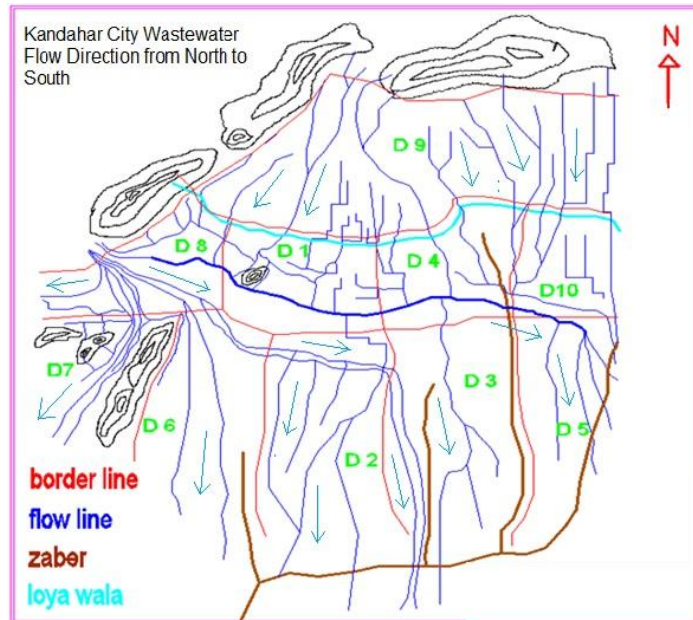 Kandahar City Wastewater
Flow Direction from North to
South
N
D 9
D 8
D 1
D 4
D10
D7
D 6
D 3
D 5
D 2
border line
flow line
zaber
loya wala